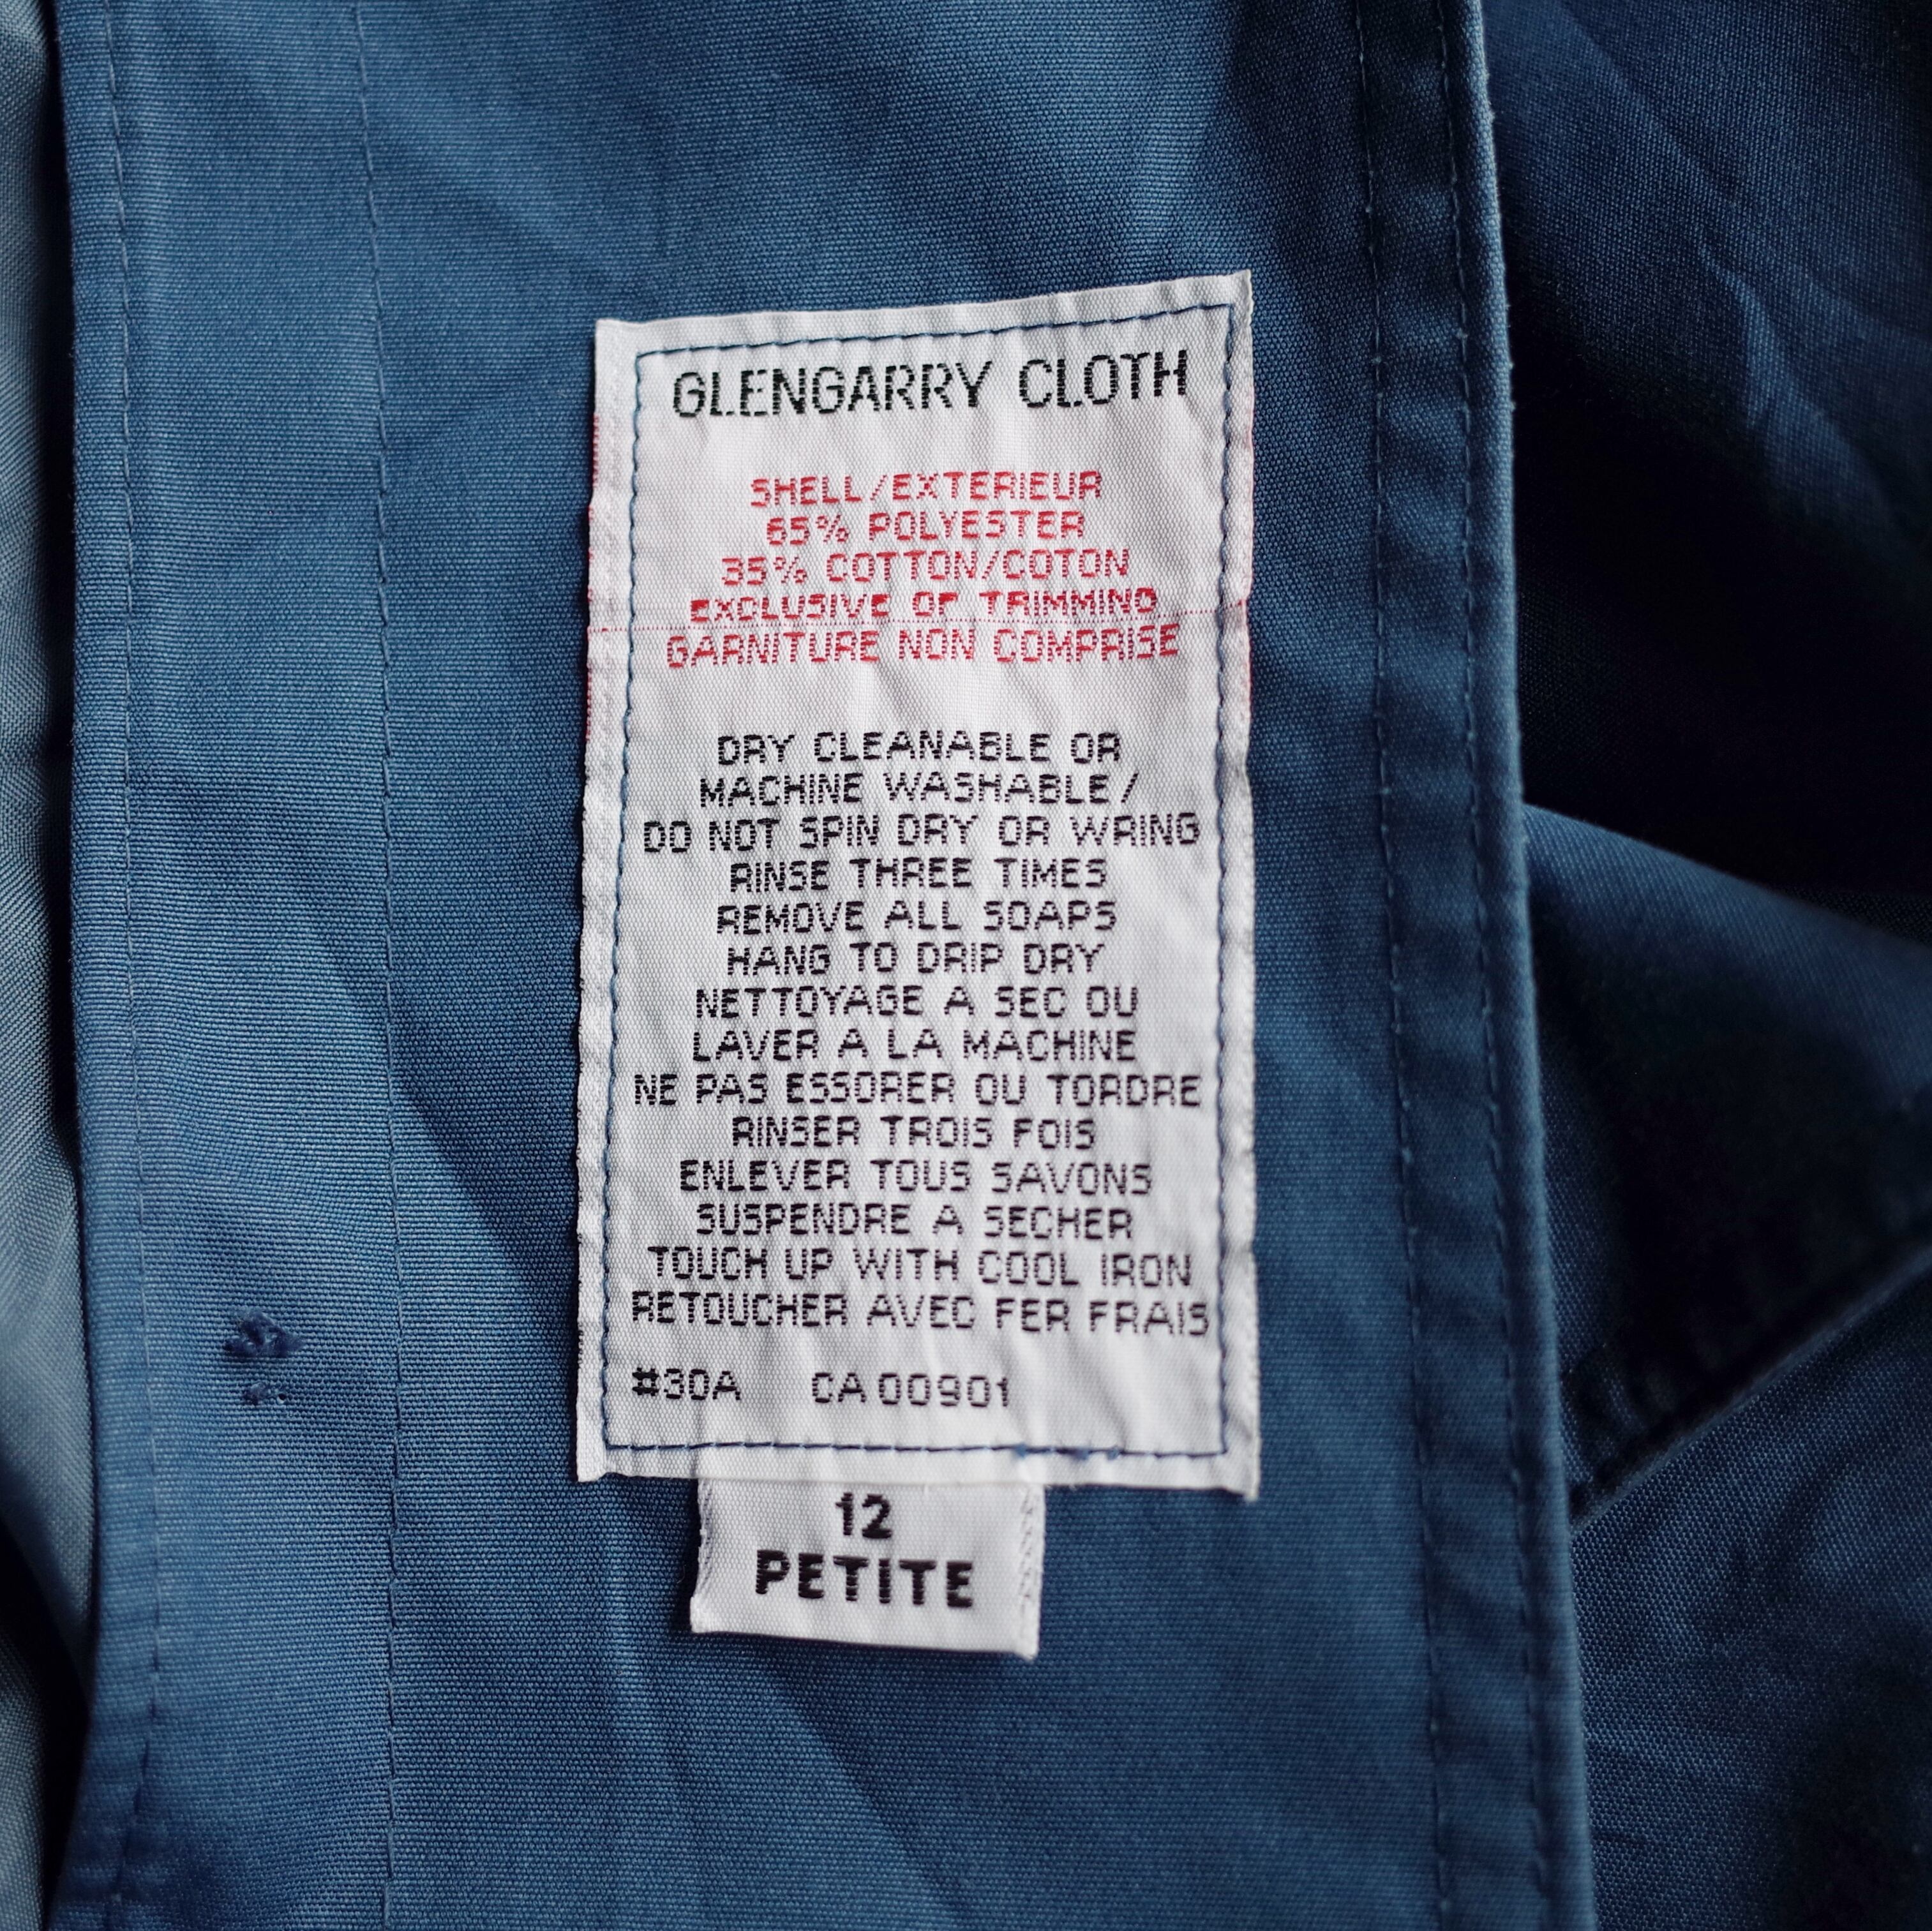 GLENGARRY CLOTH
SHELL/EXTERIEUR
65% POLYESTER
35% COTTON/COTON
EXCLUSIVE OF TRIMMING
GARNITURE NON COMPRISE
DRY CLEANABLE OR
MACHINE WASHABLE/
DO NOT SPIN DRY OR WRING
RINSE THREE TIMES
REMOVE ALL SOAPS
HANG TO DRIP DRY
NETTOYAGE A SEC OU
LAVER A LA MACHINE
NE PAS ESSORER OU TORDRE
RINSER TROIS FOIS
ENLEVER TOUS SAVONS
SUSPENDRE A SECHER
TOUCH UP WITH COOL IRON
RETOUCHER AVEC FER FRAIS
#30A CA 00901
12
PETITE